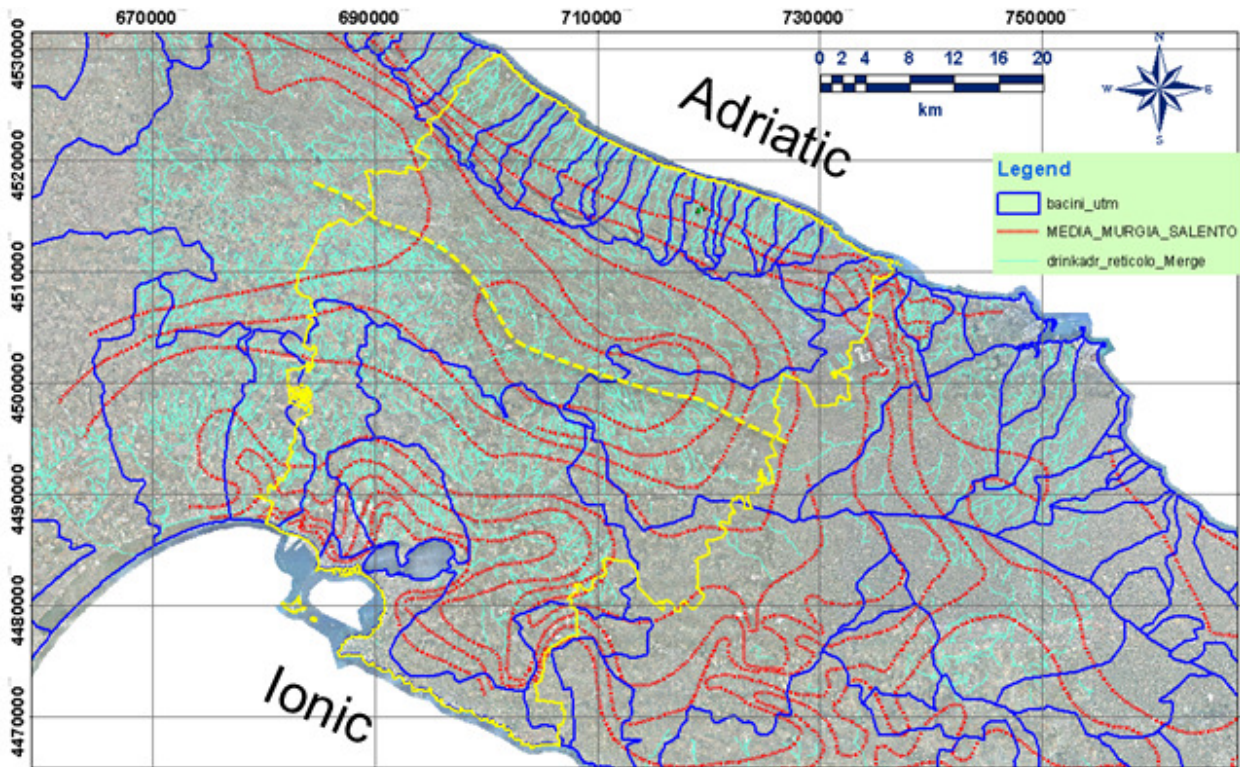 670000 690000 710000 730000 750000
4530000
4520000
4510000
4500000
4490000
4480000
4470000
0 2 4 8 12 16 20
km
N
W E
S
Adriatic
Legend
bacini_utm
MEDIA_MURGIA_SALENTO
drinkadr_reticolo_Merge
Ionic